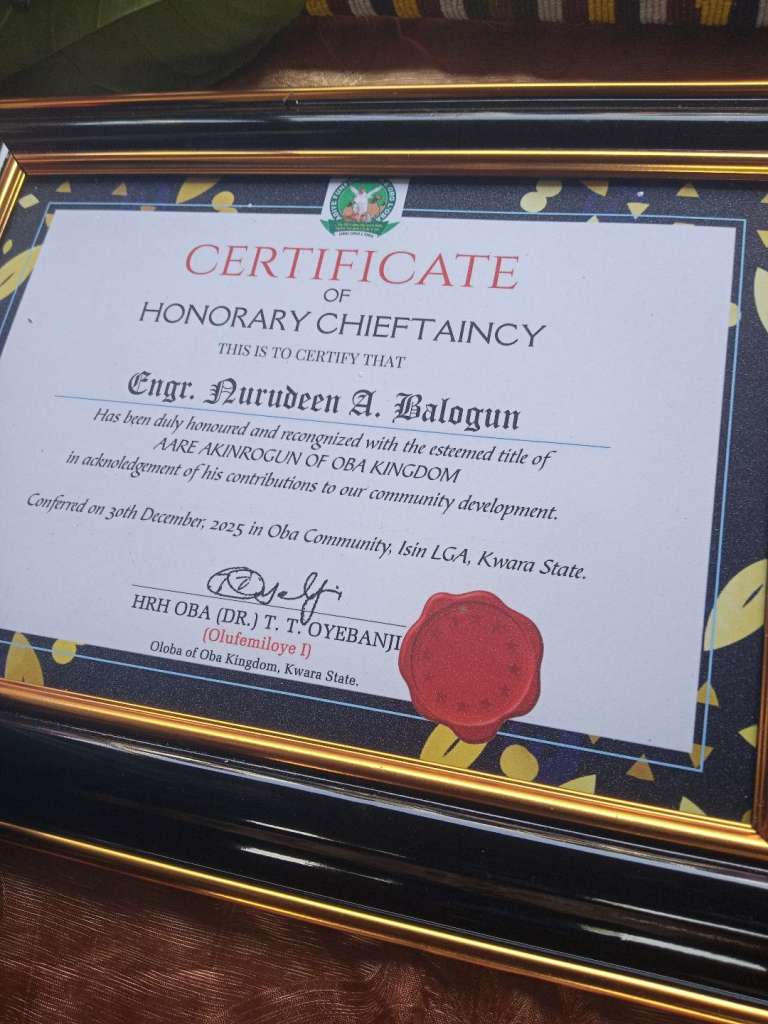 CERTIFICATE
OF
HONORARY CHIEFTAINCY
THIS IS TO CERTIFY THAT
Engr. Nurudeen A. Balogun
Has been duly honoured and recongnized with the esteemed title of
AARE AKINROGUN OF OBA KINGDOM
in acknoledgement of his contributions to our community development.
Conferred on 30th December, 2025 in Oba Community, Isin LGA, Kwara State.
HRH OBA (DR.) T. T. OYEBANJI
(Olufemiloye I)
Oloba of Oba Kingdom, Kwara State.